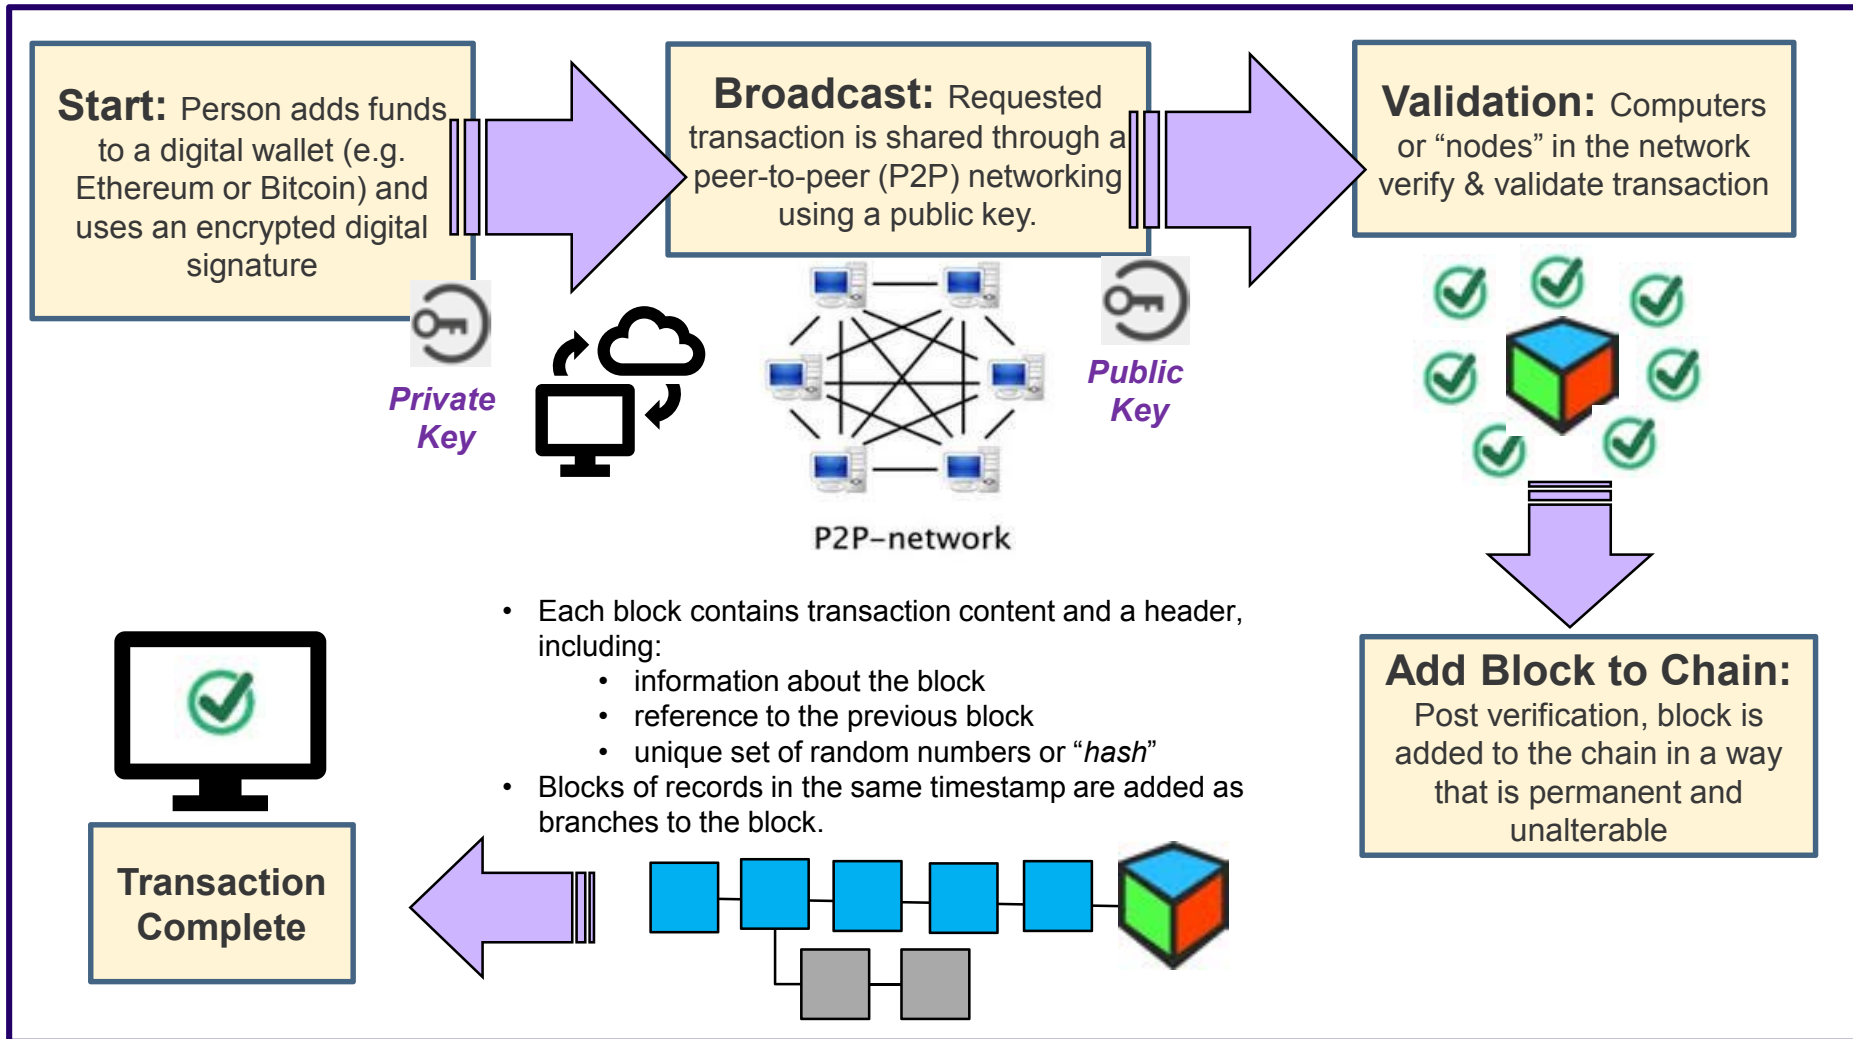 Start: Person adds funds
to a digital wallet (e.g.
Ethereum or Bitcoin) and
uses an encrypted digital
signature
Private
Key
Broadcast: Requested
transaction is shared through a
peer-to-peer (P2P) networking
using a public key.
P2P-network
Public
Key
Validation: Computers
or “nodes” in the network
verify & validate transaction
Add Block to Chain:
Post verification, block is
added to the chain in a way
that is permanent and
unalterable
• Each block contains transaction content and a header,
including:
• information about the block
• reference to the previous block
• unique set of random numbers or “hash”
• Blocks of records in the same timestamp are added as
branches to the block.
Transaction
Complete